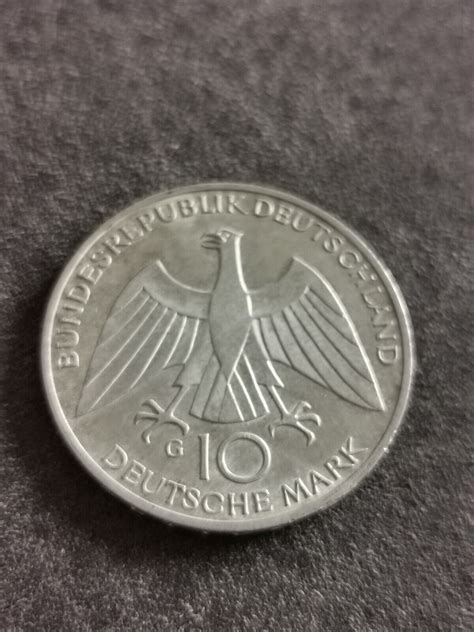 BUNDESREPUBLIK DEUTSCHLAND
G 10
DEUTSCHE MARK